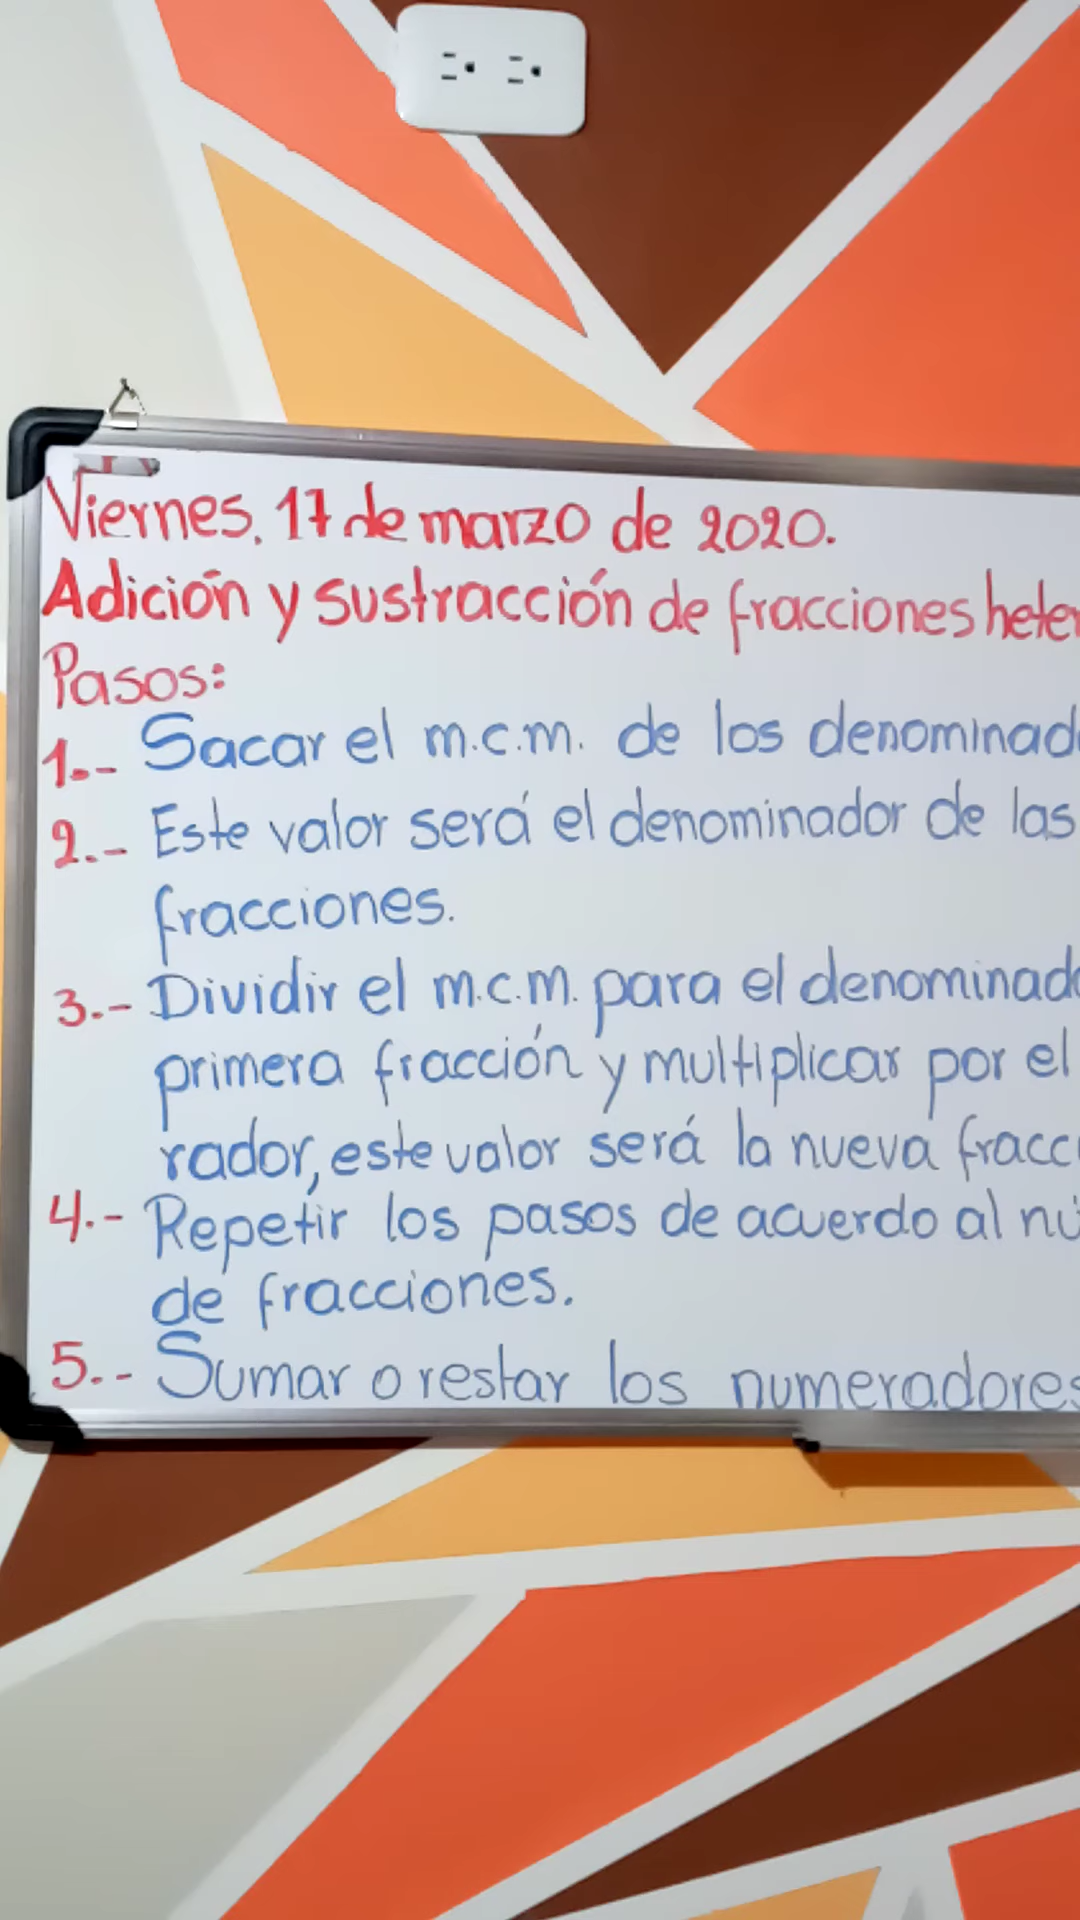 Viernes, 17 de marzo de 2020.
Adición y sustracción de fracciones heter
Pasos:
1.- Sacar el m.c.m. de los denominad
2.- Este valor será el denominador de las
fracciones.
3.- Dividir el m.c.m. para el denominado
primera fracción y multiplicar por el
rador, este valor será la nueva fracci
4.- Repetir los pasos de acuerdo al nú
de fracciones.
5.- Sumar o restar los numeradores